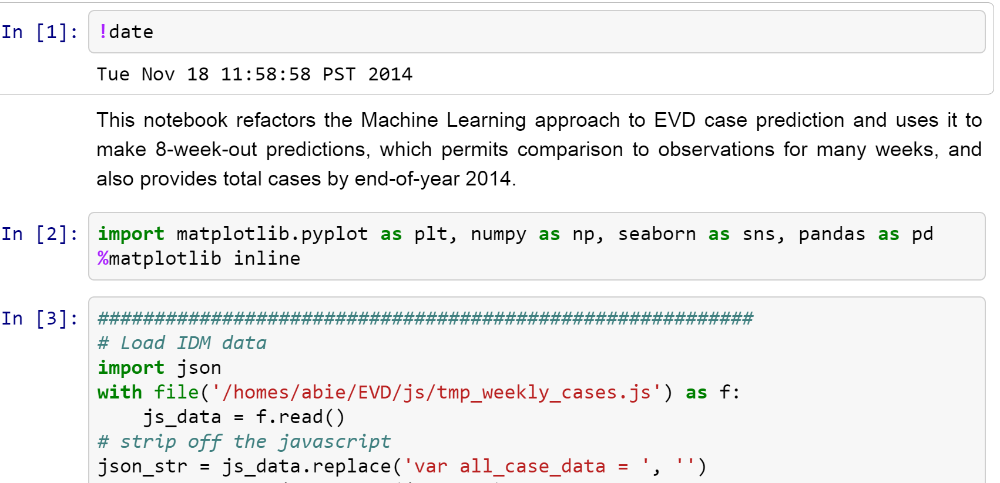 In [1]: !date
Tue Nov 18 11:58:58 PST 2014
This notebook refactors the Machine Learning approach to EVD case prediction and uses it to
make 8-week-out predictions, which permits comparison to observations for many weeks, and
also provides total cases by end-of-year 2014.
In [2]: import matplotlib.pyplot as plt, numpy as np, seaborn as sns, pandas as pd
%matplotlib inline
In [3]: ##########################################################
# Load IDM data
import json
with file('/homes/abie/EVD/js/tmp_weekly_cases.js') as f:
    js_data = f.read()
# strip off the javascript
json_str = js_data.replace('var all_case_data = ', '')